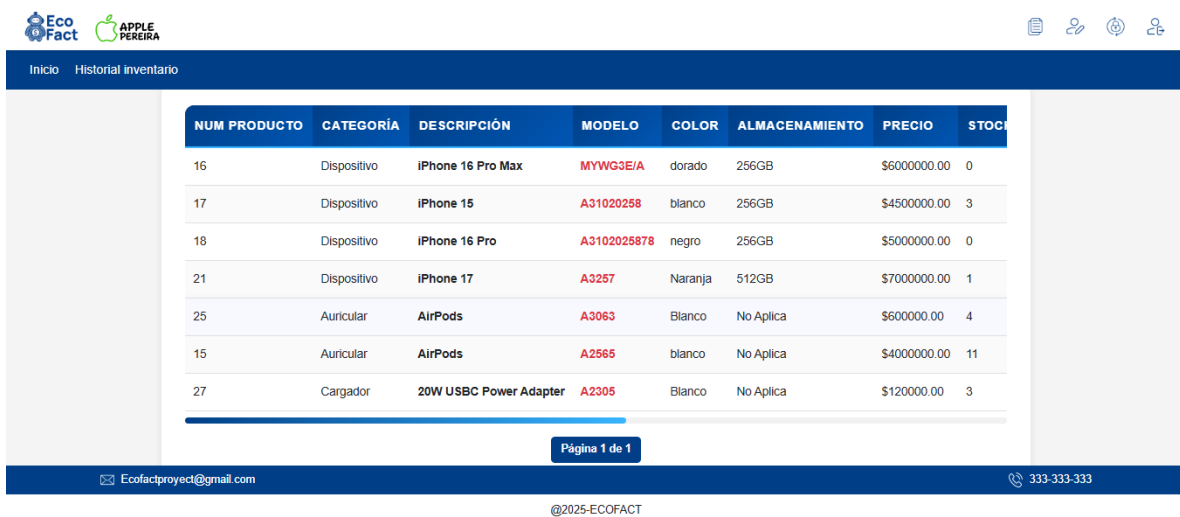 Eco
Fact
APPLE
PEREIRA
Inicio Historial inventario
NUM PRODUCTO CATEGORÍA DESCRIPCIÓN MODELO COLOR ALMACENAMIENTO PRECIO STOCK
16 Dispositivo iPhone 16 Pro Max MYWG3E/A dorado 256GB $6000000.00 0
17 Dispositivo iPhone 15 A31020258 blanco 256GB $4500000.00 3
18 Dispositivo iPhone 16 Pro A3102025878 negro 256GB $5000000.00 0
21 Dispositivo iPhone 17 A3257 Naranja 512GB $7000000.00 1
25 Auricular AirPods A3063 Blanco No Aplica $600000.00 4
15 Auricular AirPods A2565 blanco No Aplica $4000000.00 11
27 Cargador 20W USBC Power Adapter A2305 Blanco No Aplica $120000.00 3
Página 1 de 1
Ecofactproyect@gmail.com 333-333-333
@2025-ECOFACT